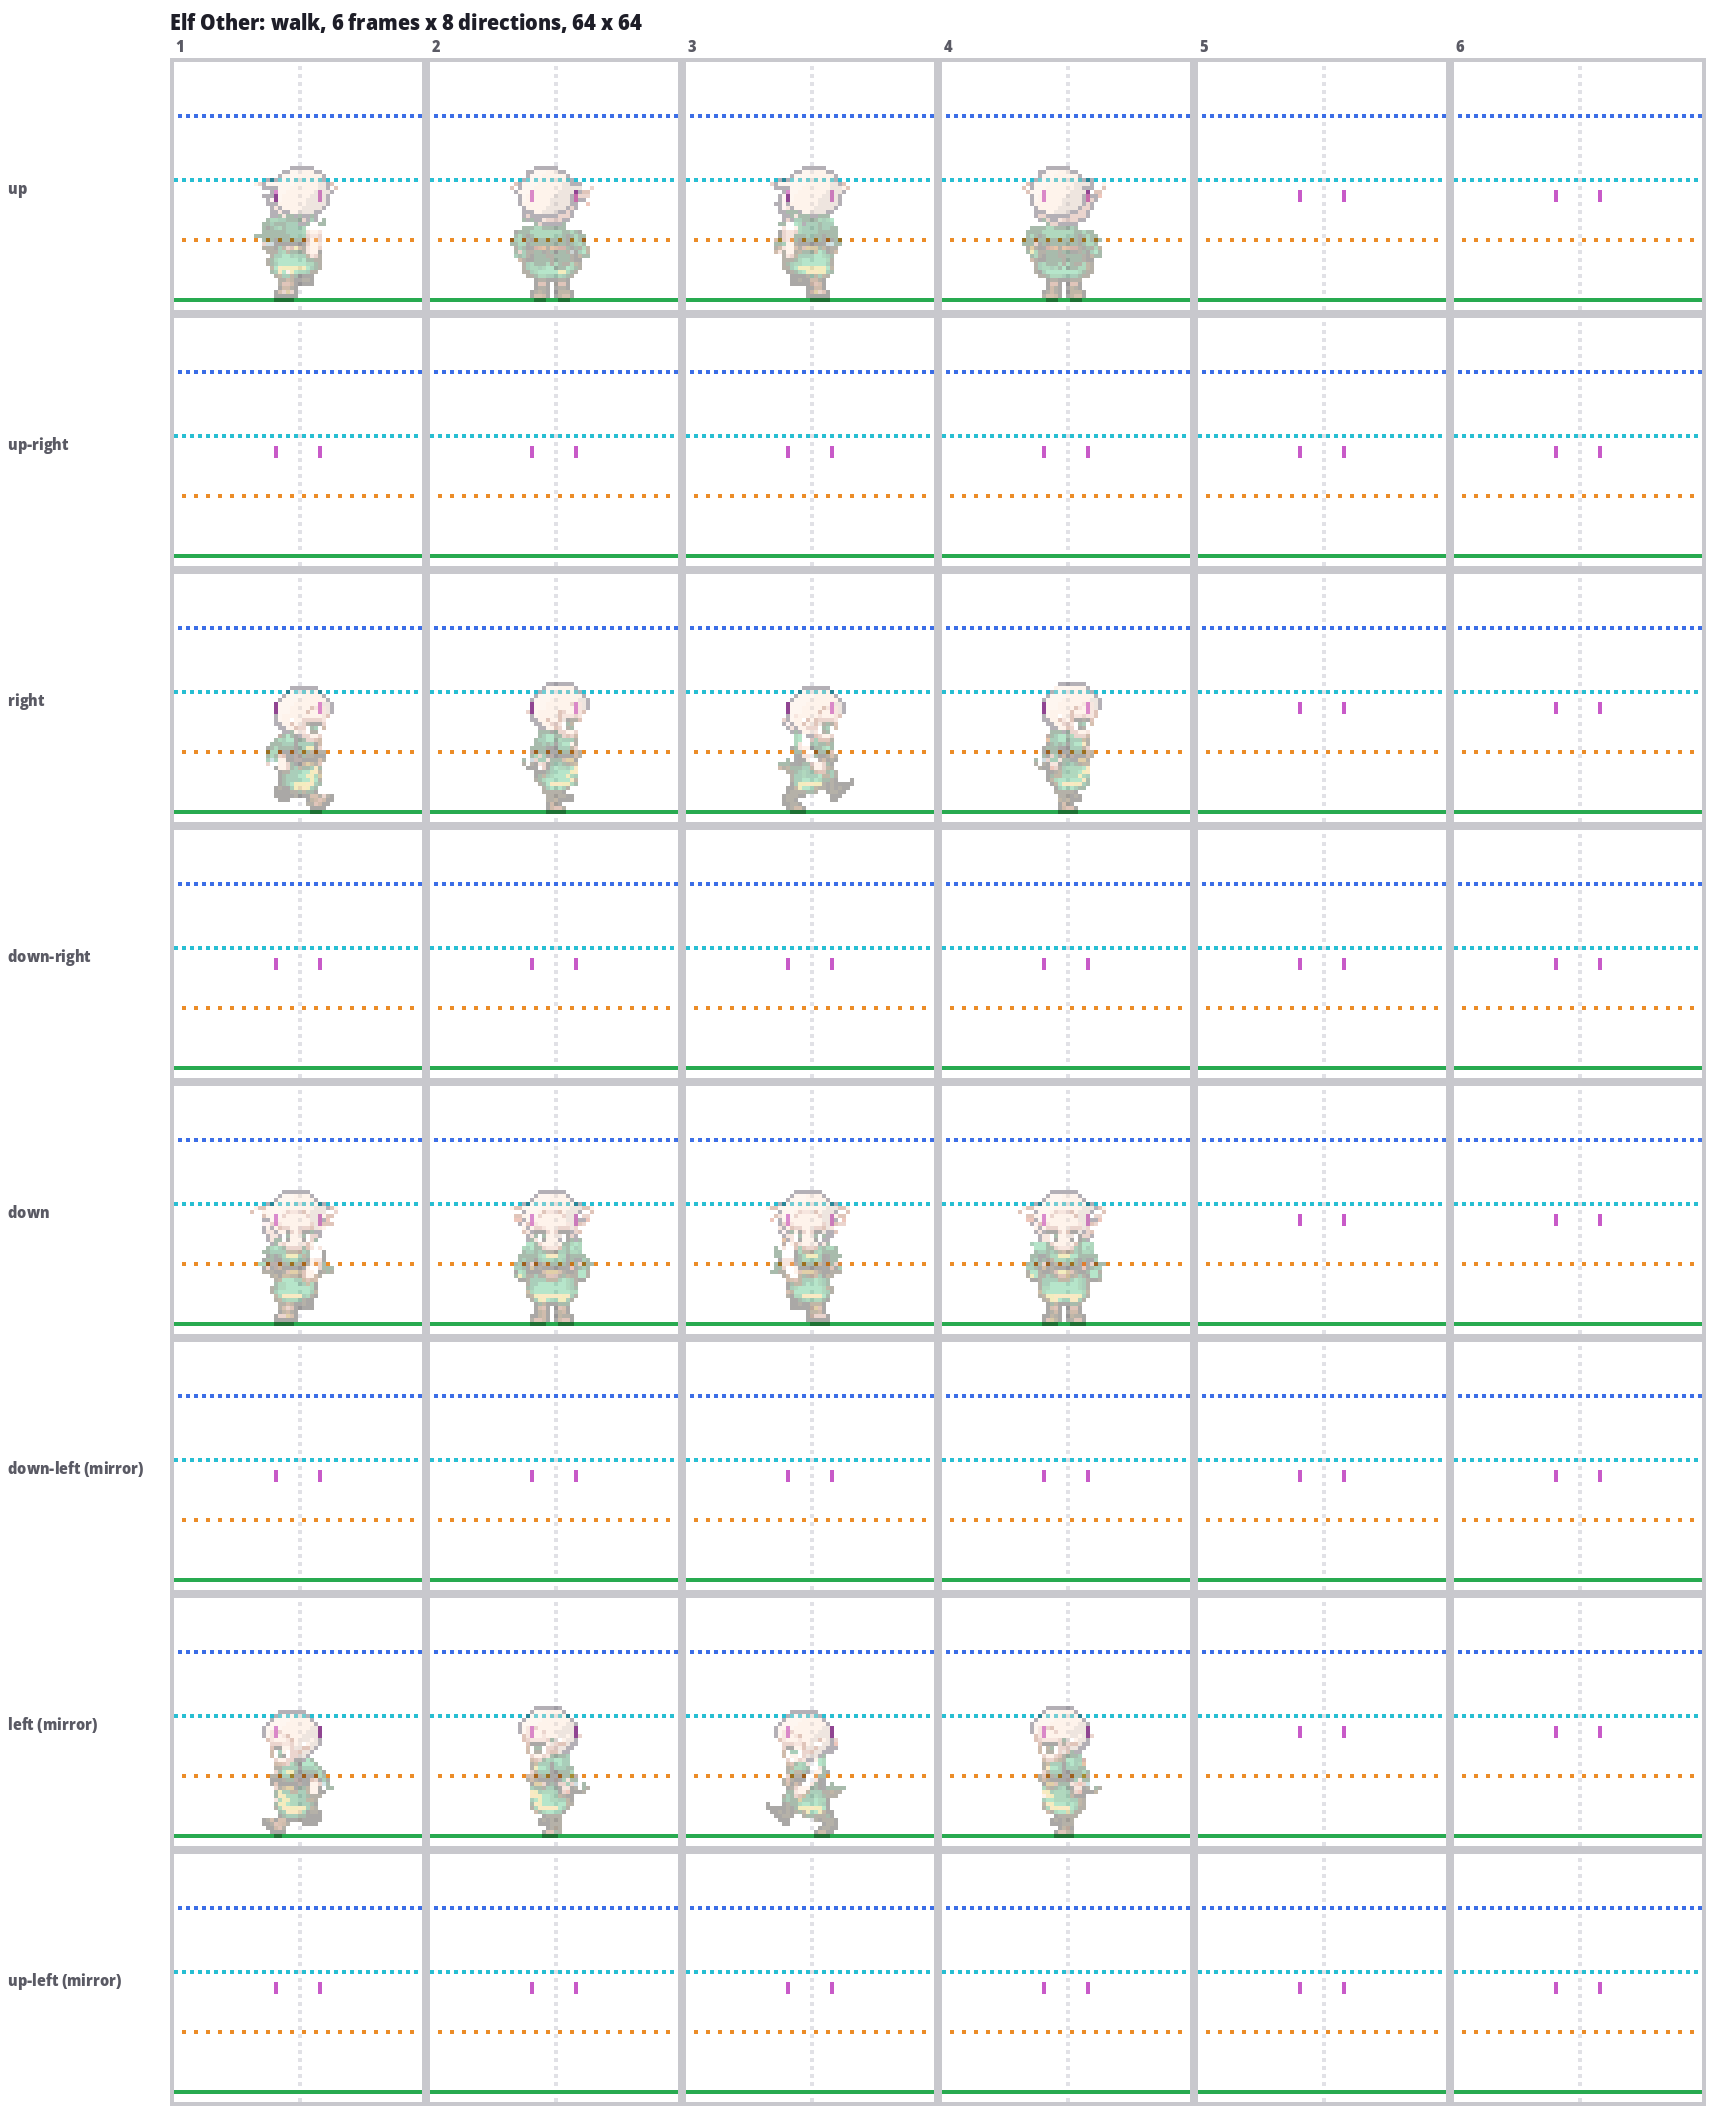 Elf Other: walk, 6 frames x 8 directions, 64 x 64
1 2 3 4 5 6
up
up-right
right
down-right
down
down-left (mirror)
left (mirror)
up-left (mirror)